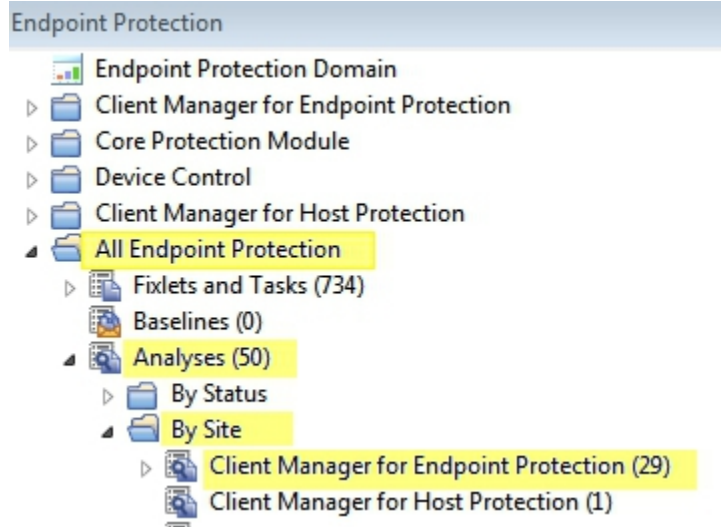 Endpoint Protection
Endpoint Protection Domain
Client Manager for Endpoint Protection
Core Protection Module
Device Control
Client Manager for Host Protection
All Endpoint Protection
Fixlets and Tasks (734)
Baselines (0)
Analyses (50)
By Status
By Site
Client Manager for Endpoint Protection (29)
Client Manager for Host Protection (1)